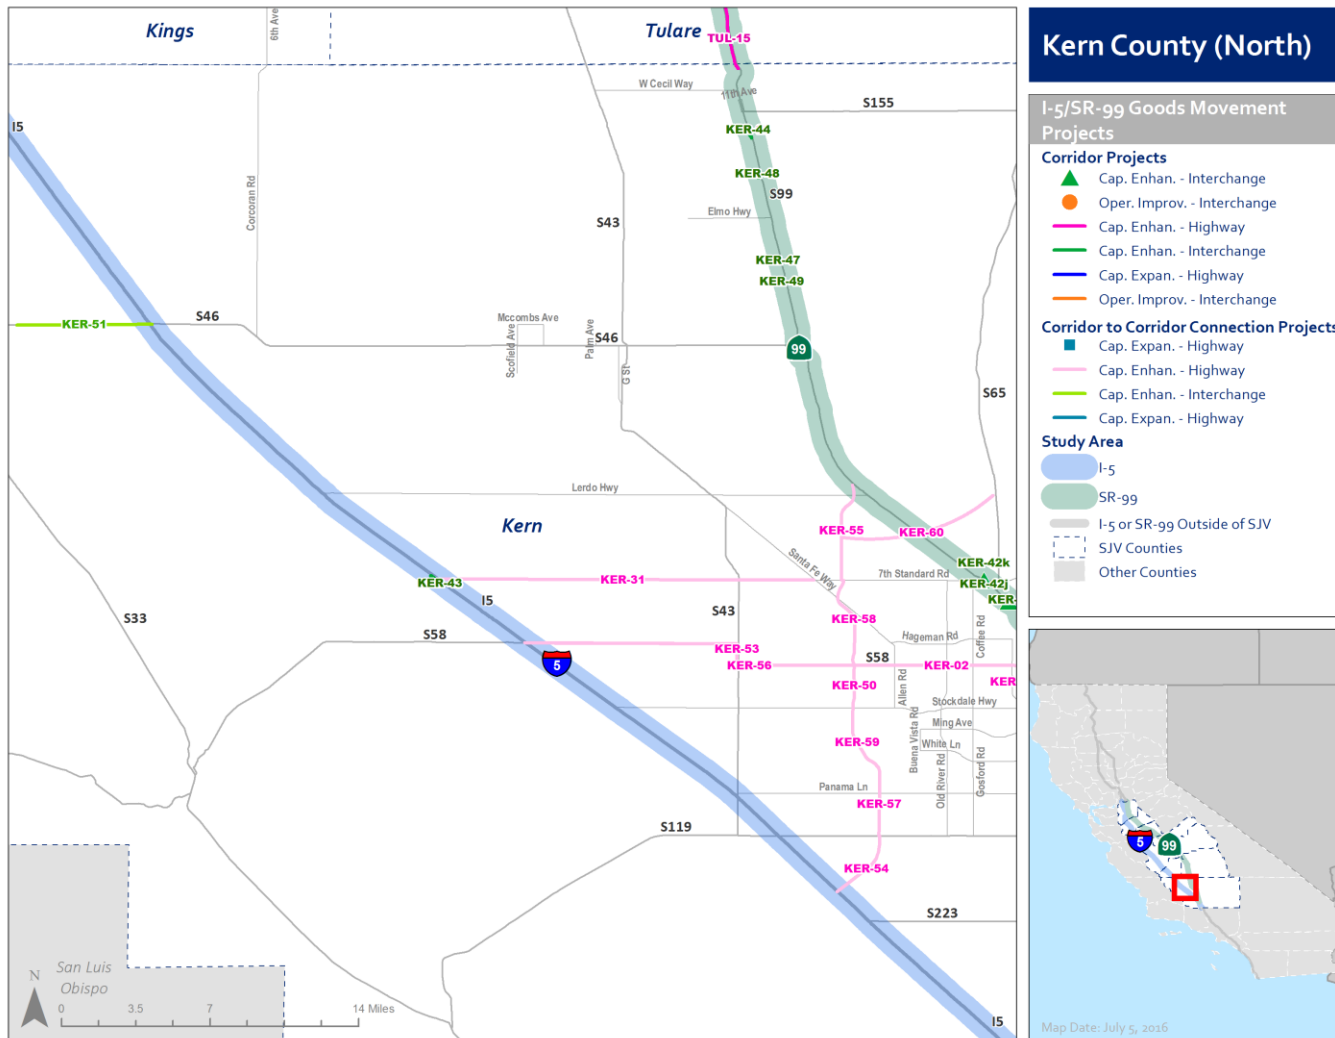 Kings
Tulare
6th Ave
TUL-15
W Cecil Way
11th Ave
S155
I5
KER-44
KER-48
S99
Corcoran Rd
Elmo Hwy
S43
KER-47
KER-49
KER-51
S46
Mccombs Ave
Scofield Ave
Palm Ave
S46
G St
99
S65
Lerdo Hwy
Kern
KER-55
KER-60
Santa Fe Way
KER-42k
7th Standard Rd
KER-42j
KER-
KER-43
KER-31
I5
S43
S33
KER-58
Coffee Rd
Hageman Rd
S58
KER-53
5
KER-56
S58
KER-02
KER
KER-50
Allen Rd
Stockdale Hwy
Buena Vista Rd
Ming Ave
KER-59
White Ln
Old River Rd
Gosford Rd
Panama Ln
KER-57
S119
KER-54
S223
San Luis
Obispo
N
0 3.5 7 14 Miles
I5
Kern County (North)
I-5/SR-99 Goods Movement
Projects
Corridor Projects
Cap. Enhan. - Interchange
Oper. Improv. - Interchange
Cap. Enhan. - Highway
Cap. Enhan. - Interchange
Cap. Expan. - Highway
Oper. Improv. - Interchange
Corridor to Corridor Connection Projects
Cap. Expan. - Highway
Cap. Enhan. - Highway
Cap. Enhan. - Interchange
Cap. Expan. - Highway
Study Area
I-5
SR-99
I-5 or SR-99 Outside of SJV
SJV Counties
Other Counties
5
99
Map Date: July 5, 2016